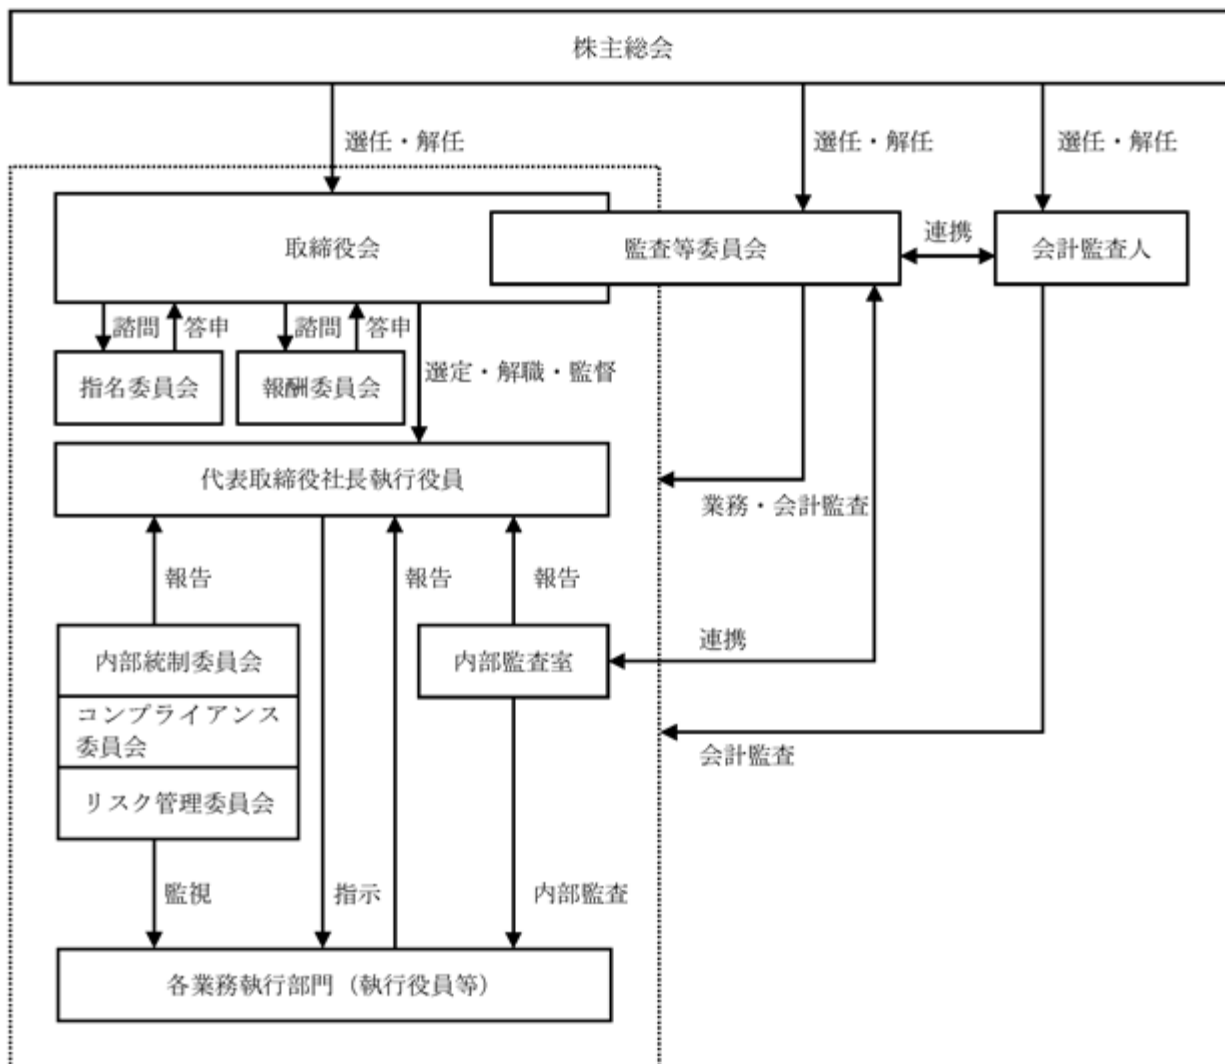 株主総会
選任・解任
選任・解任
選任・解任
取締役会
監査等委員会
連携
会計監査人
諮問
答申
諮問
答申
選定・解職・監督
指名委員会
報酬委員会
代表取締役社長執行役員
業務・会計監査
報告
報告
報告
内部統制委員会
コンプライアンス
委員会
リスク管理委員会
内部監査室
連携
会計監査
監視
指示
内部監査
各業務執行部門（執行役員等）